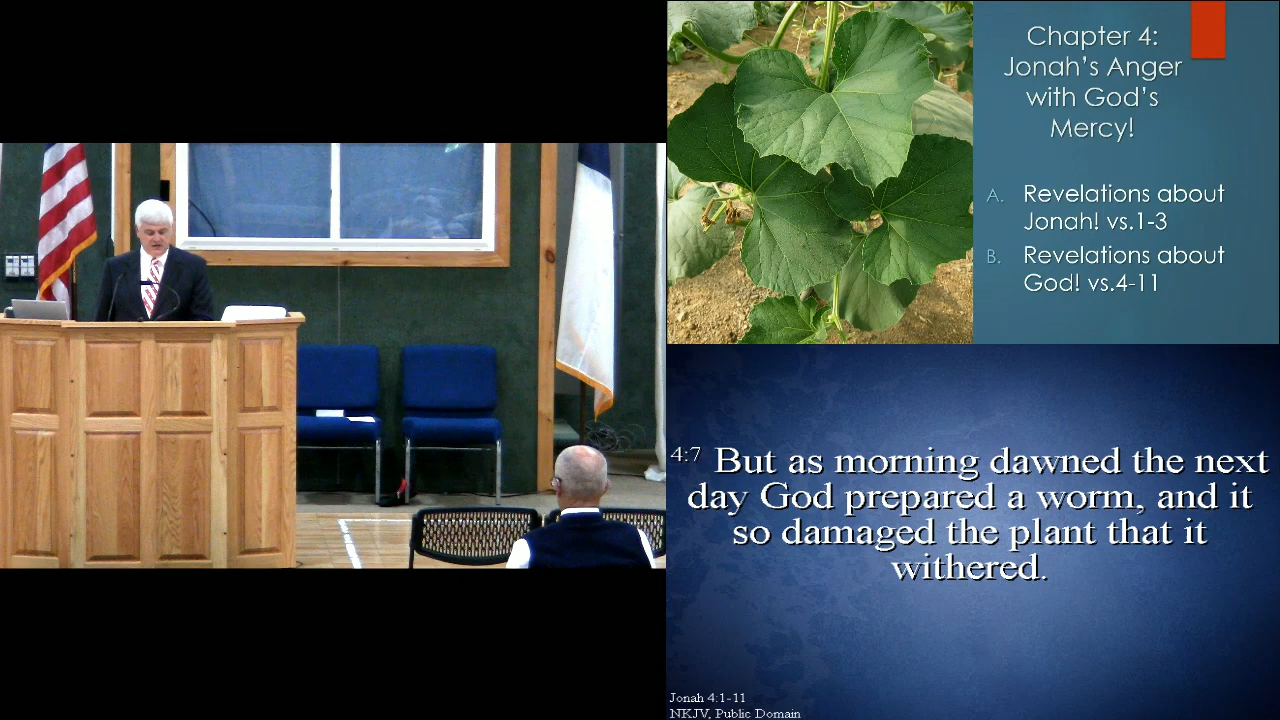 Chapter 4:
Jonah's Anger
with God's
Mercy!
A. Revelations about
Jonah! vs.1-3
B. Revelations about
God! vs.4-11
4:7 But as morning dawned the next
day God prepared a worm, and it
so damaged the plant that it
withered.
Jonah 4:1-11
NKJV, Public Domain